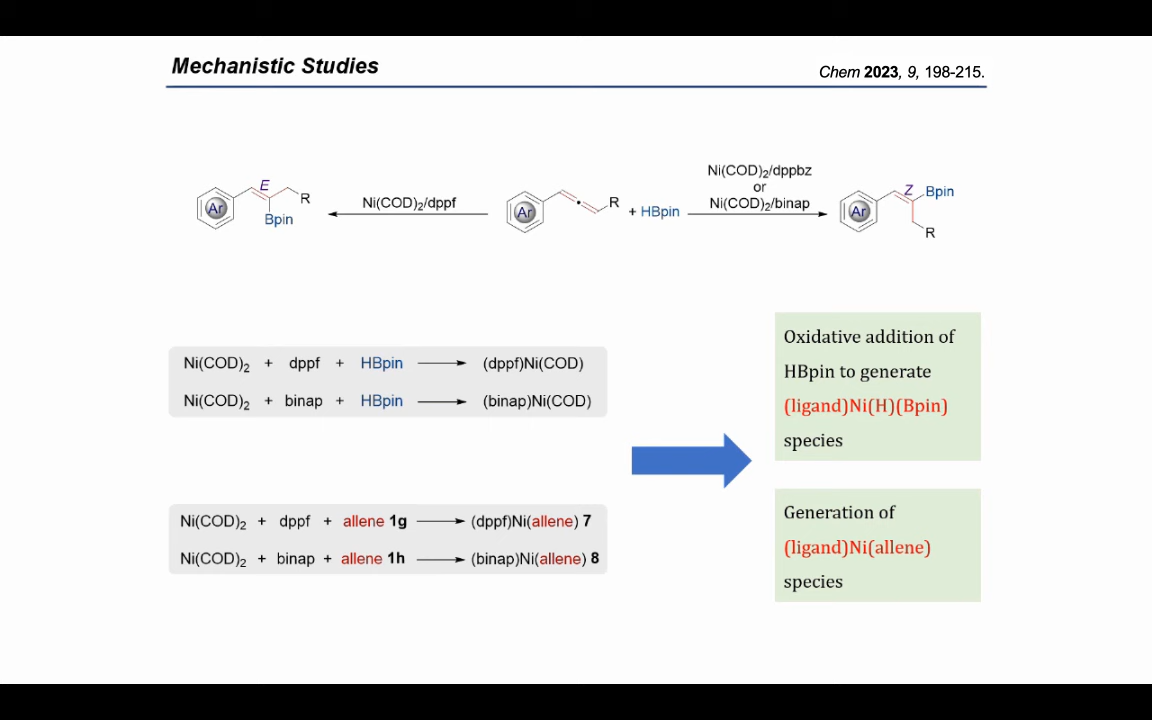 Mechanistic Studies
Chem 2023, 9, 198-215.
Ar
E
R
Bpin
Ni(COD)2/dppf
Ar
R
+ HBpin
Ni(COD)2/dppbz
or
Ni(COD)2/binap
Ar
Z
Bpin
R
Ni(COD)2 + dppf + HBpin (dppf)Ni(COD)
Ni(COD)2 + binap + HBpin (binap)Ni(COD)
Ni(COD)2 + dppf + allene 1g (dppf)Ni(allene) 7
Ni(COD)2 + binap + allene 1h (binap)Ni(allene) 8
Oxidative addition of
HBpin to generate
(ligand)Ni(H)(Bpin)
species
Generation of
(ligand)Ni(allene)
species